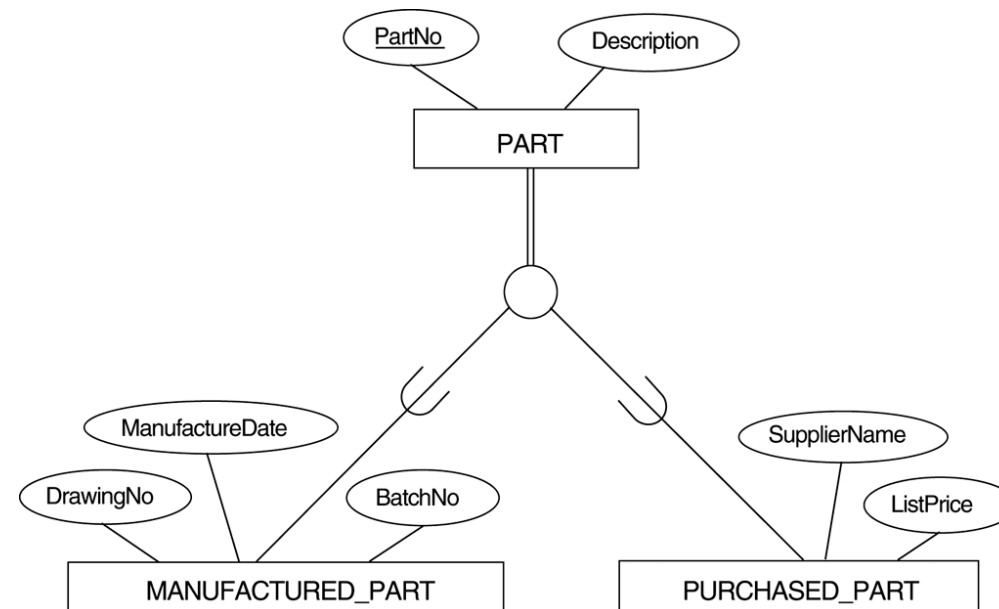 PartNo
Description
PART
ManufactureDate
SupplierName
DrawingNo
BatchNo
ListPrice
MANUFACTURED_PART
PURCHASED_PART